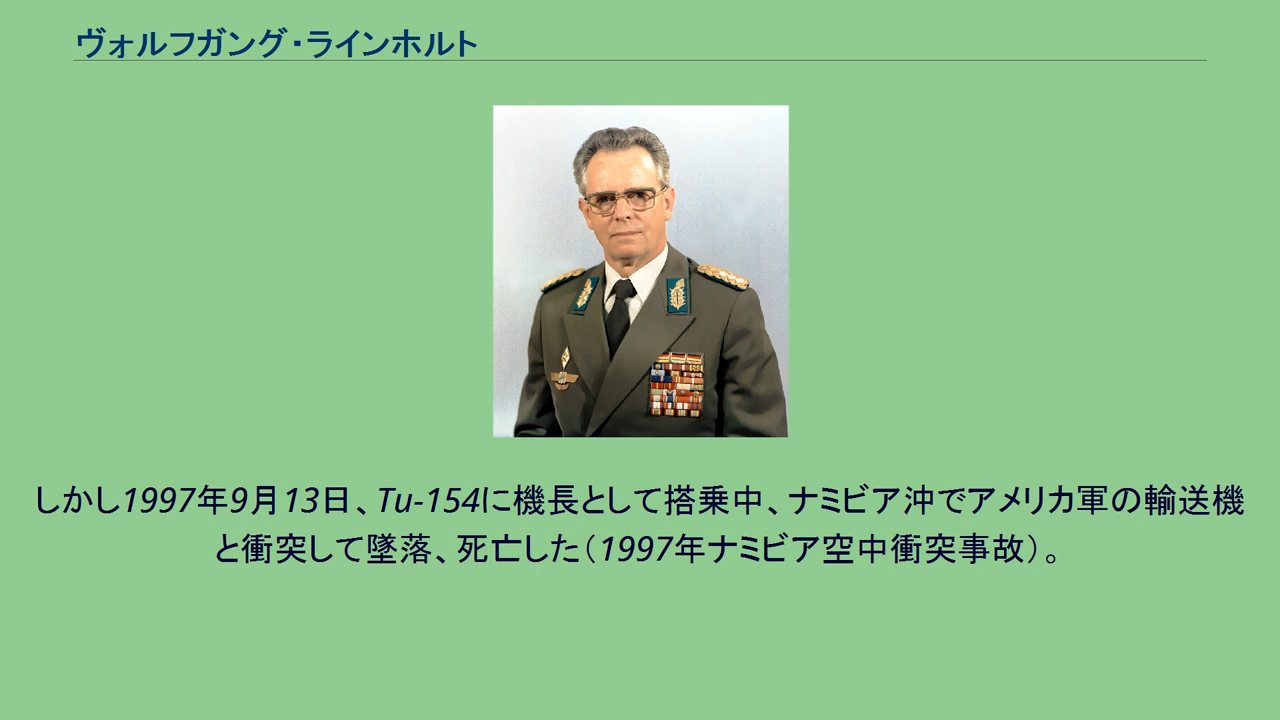 ヴォルフガング・ラインホルト
しかし1997年9月13日、Tu-154に機長として搭乗中、ナミビア沖でアメリカ軍の輸送機
と衝突して墜落、死亡した（1997年ナミビア空中衝突事故）。